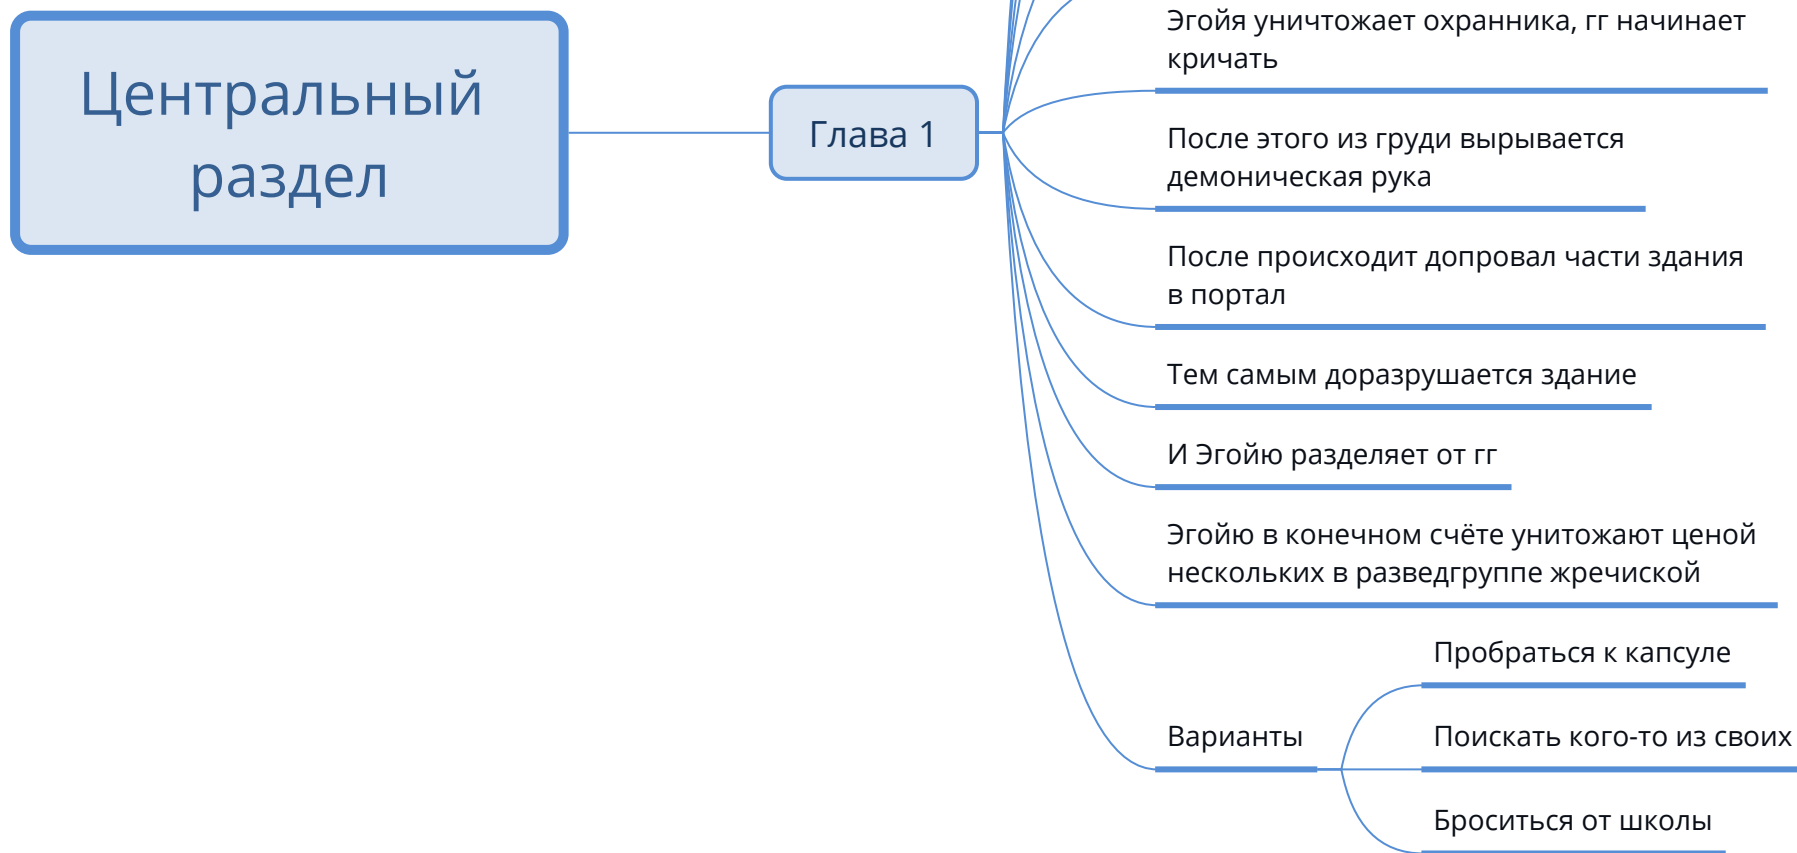 Центральный
раздел
Глава 1
Эгойя уничтожает охранника, гг начинает
кричать
После этого из груди вырывается
демоническая рука
После происходит допровал части здания
в портал
Тем самым доразрушается здание
И Эгойю разделяет от гг
Эгойю в конечном счёте унитожают ценой
нескольких в разведгруппе жречиской
Варианты
Пробраться к капсуле
Поискать кого-то из своих
Броситься от школы